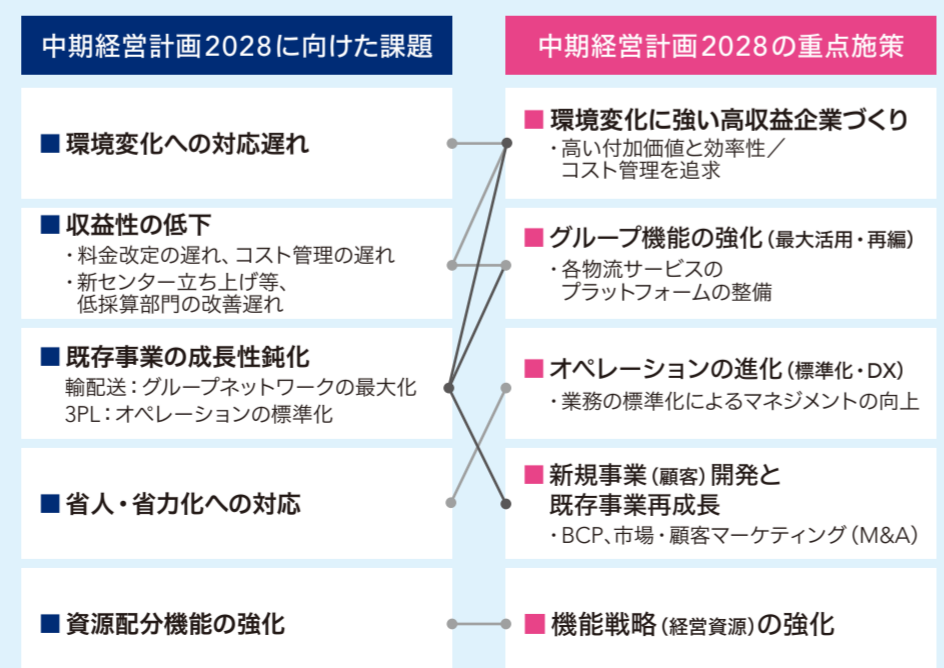 中期経営計画2028に向けた課題
■環境変化への対応遅れ
■収益性の低下
・料金改定の遅れ、コスト管理の遅れ
・新センター立ち上げ等、
低採算部門の改善遅れ
■既存事業の成長性鈍化
輸配送：グループネットワークの最大化
3PL：オペレーションの標準化
■省人・省力化への対応
■資源配分機能の強化
中期経営計画2028の重点施策
■環境変化に強い高収益企業づくり
・高い付加価値と効率性／
コスト管理を追求
■グループ機能の強化（最大活用・再編）
・各物流サービスの
プラットフォームの整備
■オペレーションの進化（標準化・DX）
・業務の標準化によるマネジメントの向上
■新規事業（顧客）開発と
既存事業再成長
・BCP、市場・顧客マーケティング（M&A）
■機能戦略（経営資源）の強化